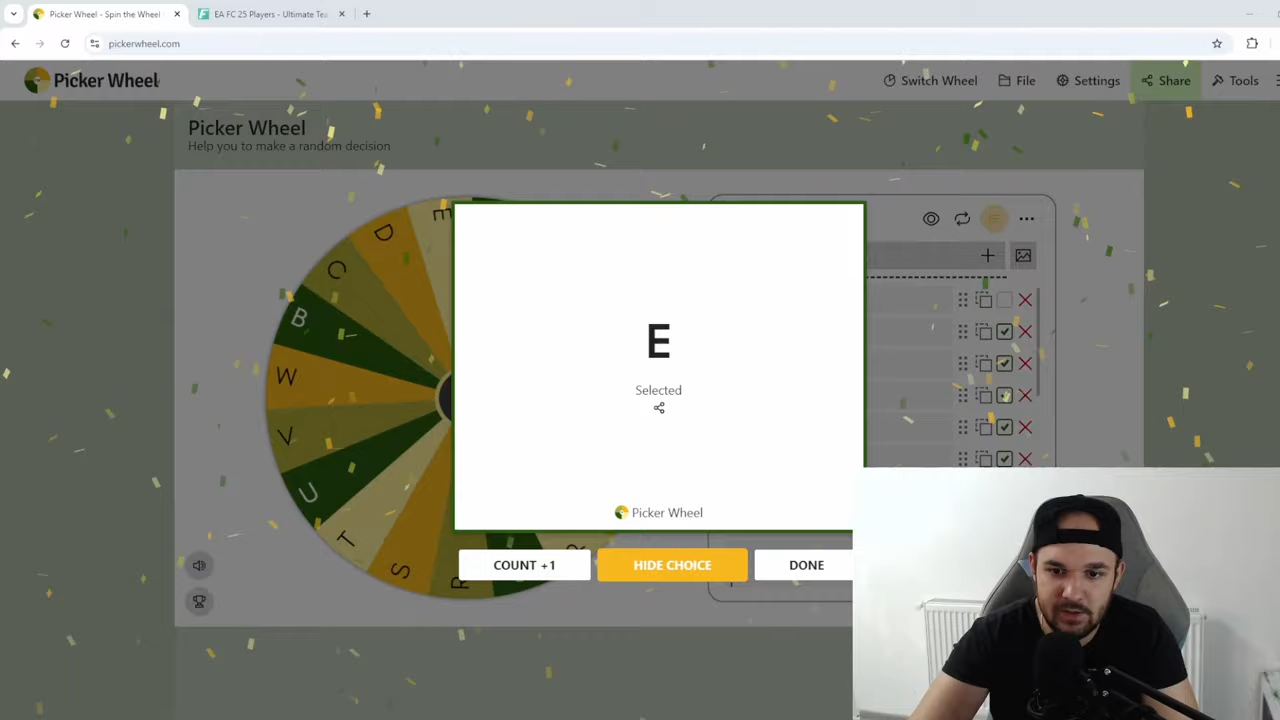 Picker Wheel - Spin the Wheel
EA FC 25 Players - Ultimate Tea
pickerwheel.com
Picker Wheel
Switch Wheel
File
Settings
Share
Tools
Picker Wheel
Help you to make a random decision
E
D
C
B
W
V
U
T
S
R
E
Selected
Picker Wheel
COUNT +1
HIDE CHOICE
DONE